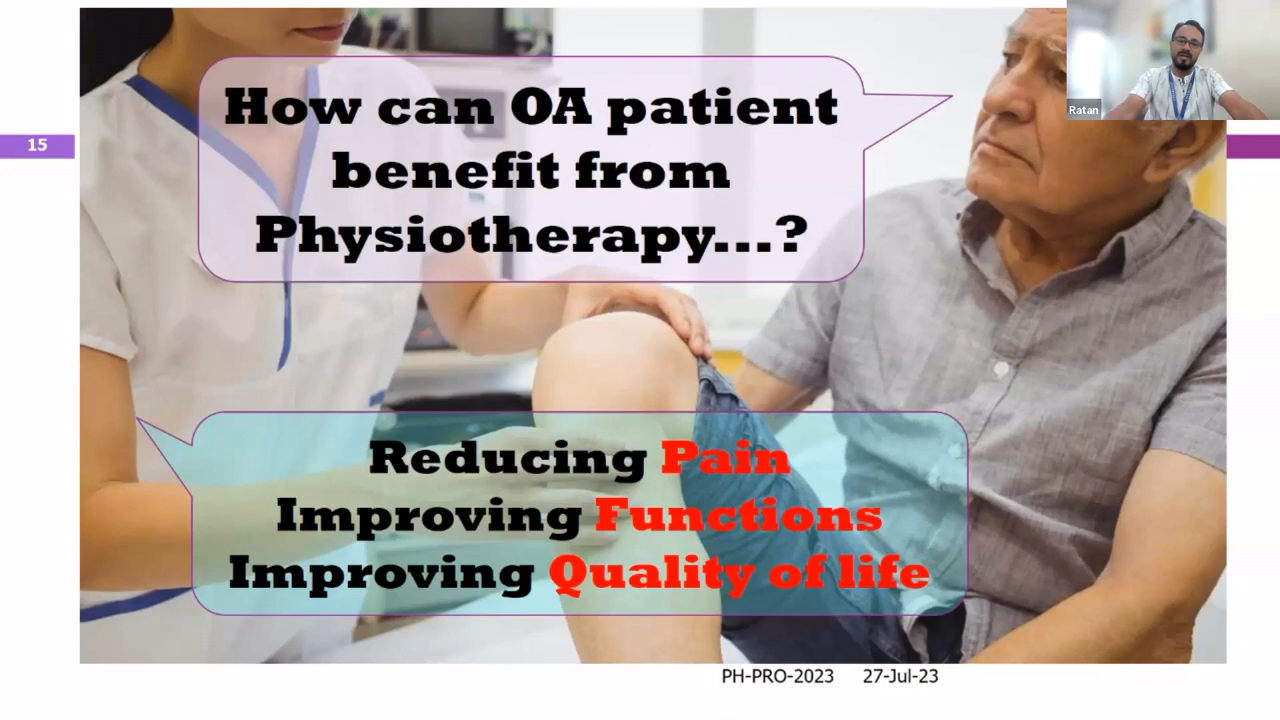 Ratan
15
How can OA patient
benefit from
Physiotherapy...?
Reducing Pain
Improving Functions
Improving Quality of life
PH-PRO-2023 27-Jul-23